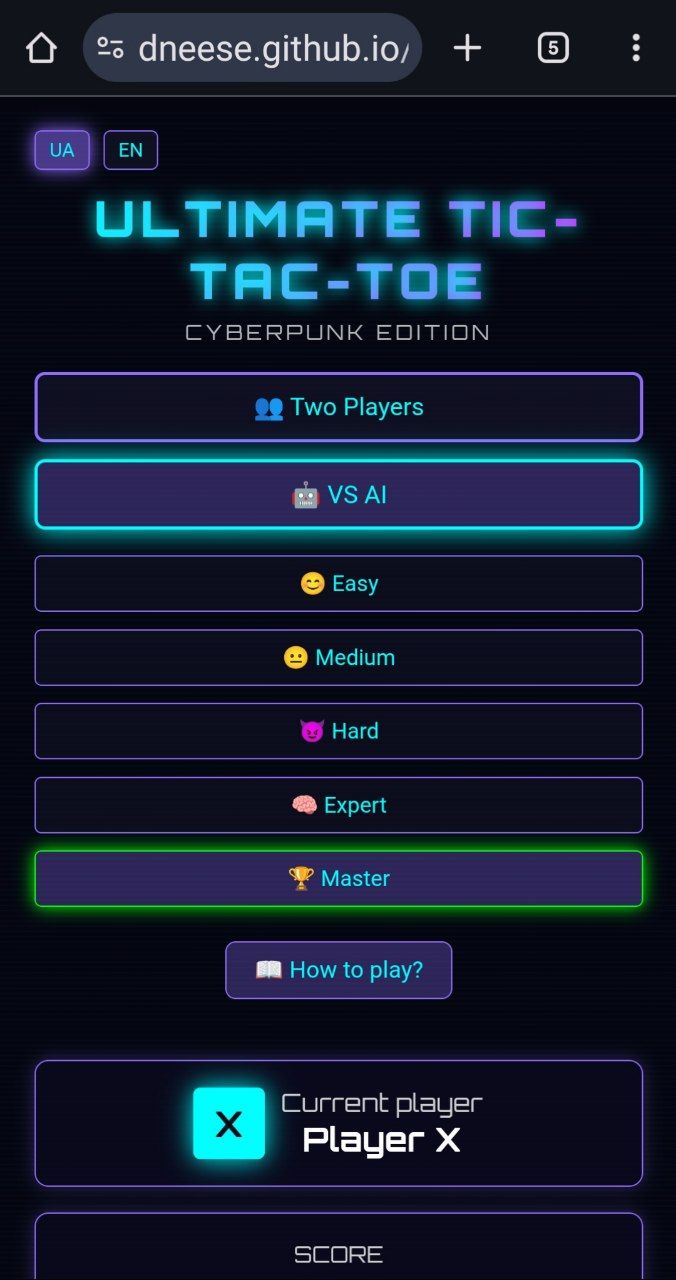 dneese.github.io/
5
UA
EN
ULTIMATE TIC-
TAC-TOE
CYBERPUNK EDITION
👥 Two Players
🤖 VS AI
😊 Easy
😐 Medium
😈 Hard
🧠 Expert
🏆 Master
📖 How to play?
X
Current player
Player X
SCORE